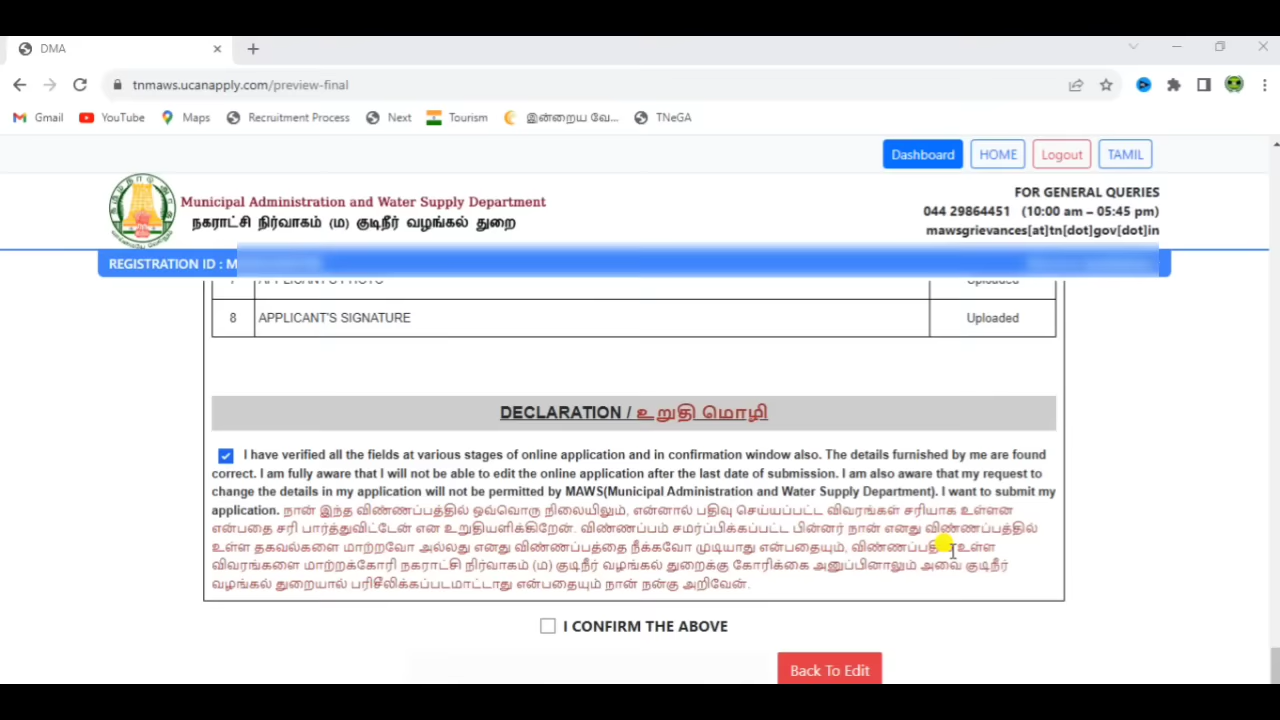 DMA
tnmaws.ucanapply.com/preview-final
Gmail YouTube Maps Recruitment Process Next Tourism இன்றைய வே... TNeGA
Dashboard HOME Logout TAMIL
Municipal Administration and Water Supply Department
நகராட்சி நிர்வாகம் (ம) குடிநீர் வழங்கல் துறை
FOR GENERAL QUERIES
044 29864451 (10:00 am – 05:45 pm)
mawsgrievances[at]tn[dot]gov[dot]in
REGISTRATION ID : M
7 APPLICANT'S PHOTO Uploaded
8 APPLICANT'S SIGNATURE Uploaded
DECLARATION / உறுதி மொழி
I have verified all the fields at various stages of online application and in confirmation window also. The details furnished by me are found
correct. I am fully aware that I will not be able to edit the online application after the last date of submission. I am also aware that my request to
change the details in my application will not be permitted by MAWS(Municipal Administration and Water Supply Department). I want to submit my
application. நான் இந்த விண்ணப்பத்தில் ஒவ்வொரு நிலையிலும், என்னால் பதிவு செய்யப்பட்ட விவரங்கள் சரியாக உள்ளன
என்பதை சரி பார்த்துவிட்டேன் என உறுதியளிக்கிறேன். விண்ணப்பம் சமர்ப்பிக்கப்பட்ட பின்னர் நான் எனது விண்ணப்பத்தில்
உள்ள தகவல்களை மாற்றவோ அல்லது எனது விண்ணப்பத்தை நீக்கவோ முடியாது என்பதையும், உள்ள
விவரங்களை மாற்றக்கோரி நகராட்சி நிர்வாகம் (ம) குடிநீர் வழங்கல் துறைக்கு கோரிக்கை அனுப்பினாலும் அவை குடிநீர்
வழங்கல் துறையால் பரிசீலிக்கப்படமாட்டாது என்பதையும் நான் நன்கு அறிவேன்.
I CONFIRM THE ABOVE
Back To Edit